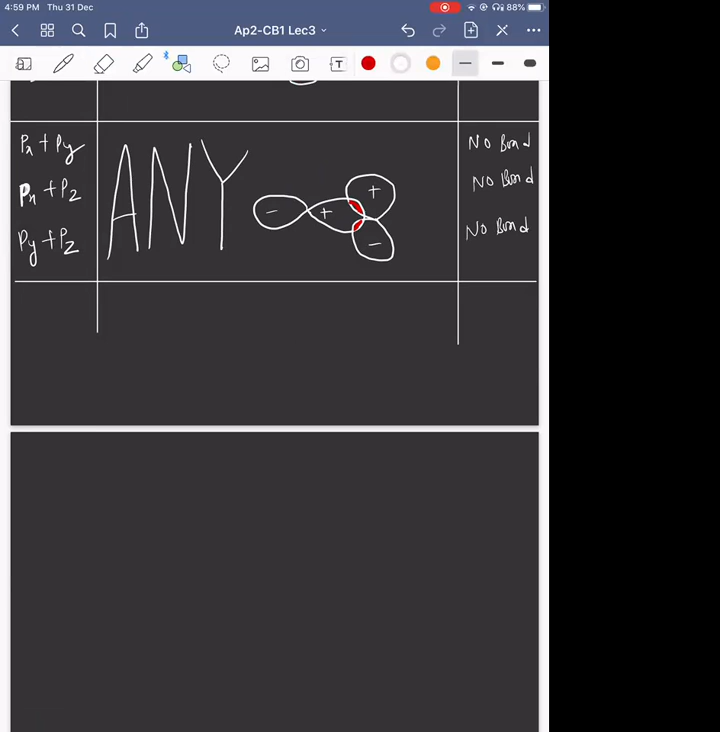 4:59 PM Thu 31 Dec 88%
Ap2-CB1 Lec3
T
Px + Py
Px + Pz
Py + Pz
ANY
- + + -
No Bond
No Bond
No Bond